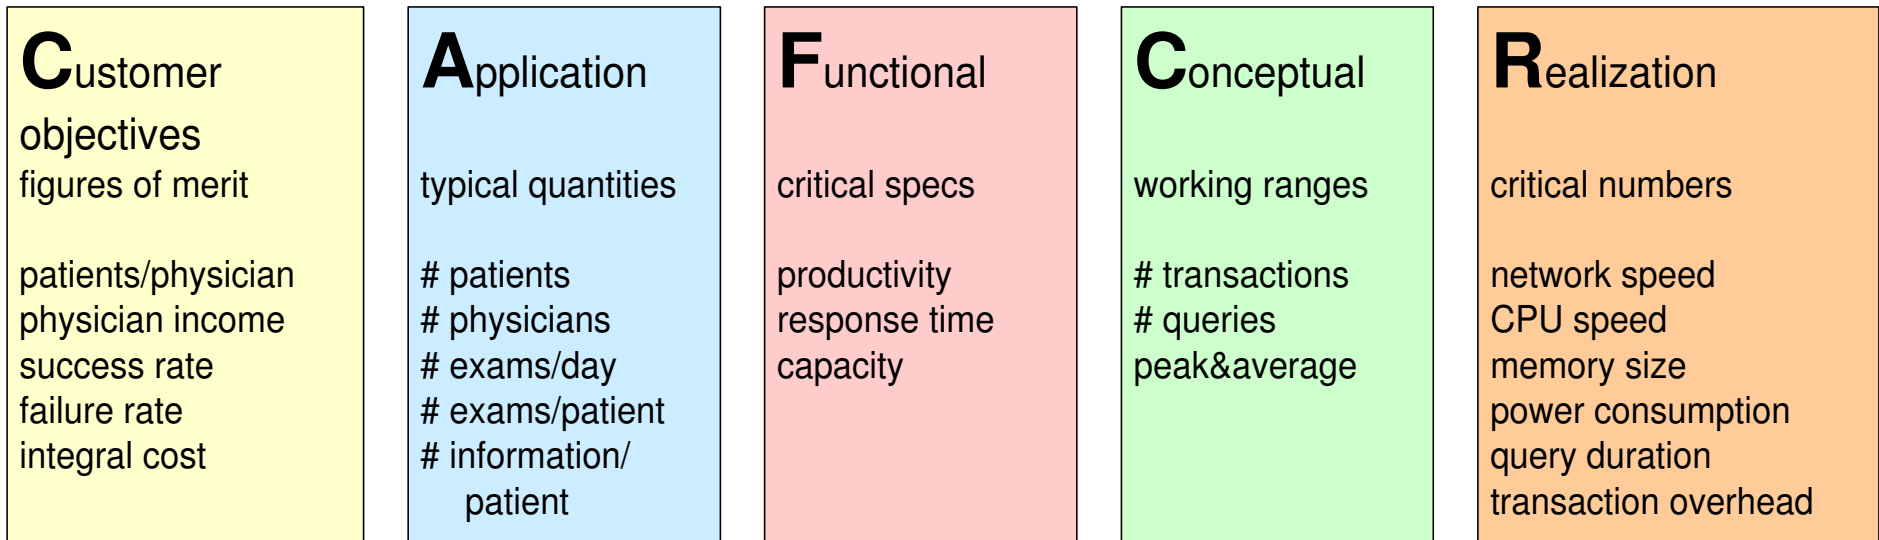 Customer
objectives
figures of merit
patients/physician
physician income
success rate
failure rate
integral cost
Application
typical quantities
# patients
# physicians
# exams/day
# exams/patient
# information/
patient
Functional
critical specs
productivity
response time
capacity
Conceptual
working ranges
# transactions
# queries
peak&average
Realization
critical numbers
network speed
CPU speed
memory size
power consumption
query duration
transaction overhead